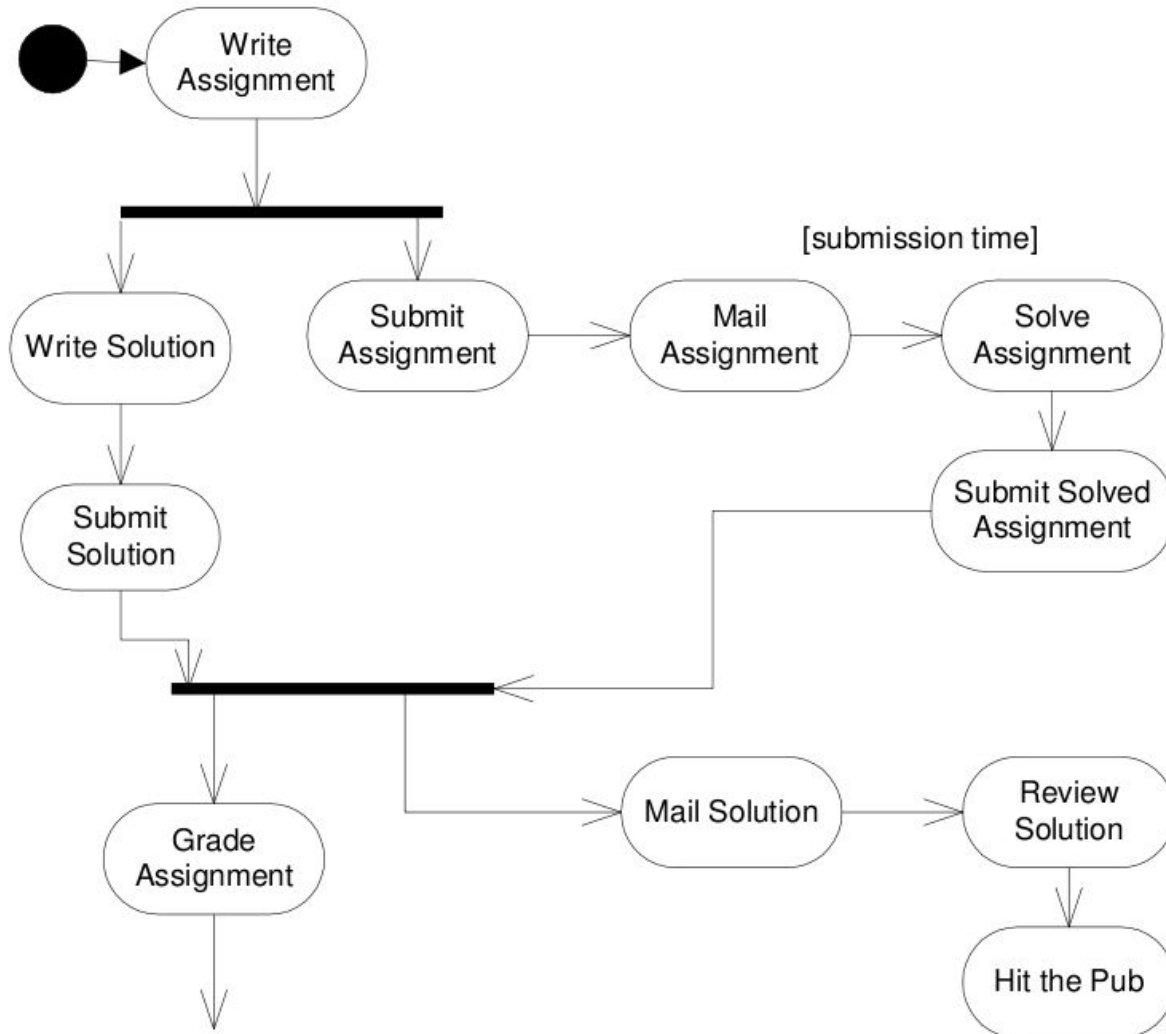 Write
Assignment
[submission time]
Write Solution
Submit
Assignment
Mail
Assignment
Solve
Assignment
Submit
Solution
Submit Solved
Assignment
Grade
Assignment
Mail Solution
Review
Solution
Hit the Pub